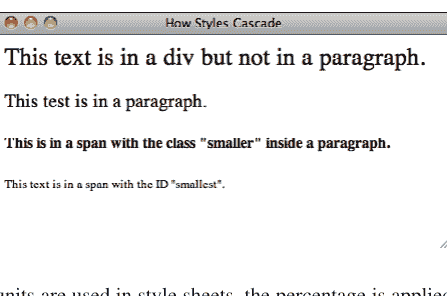 How Styles Cascade
This text is in a div but not in a paragraph.
This test is in a paragraph.
This is in a span with the class "smaller" inside a paragraph.
This text is in a span with the ID "smallest".
units are used in style sheets, the percentage is applied